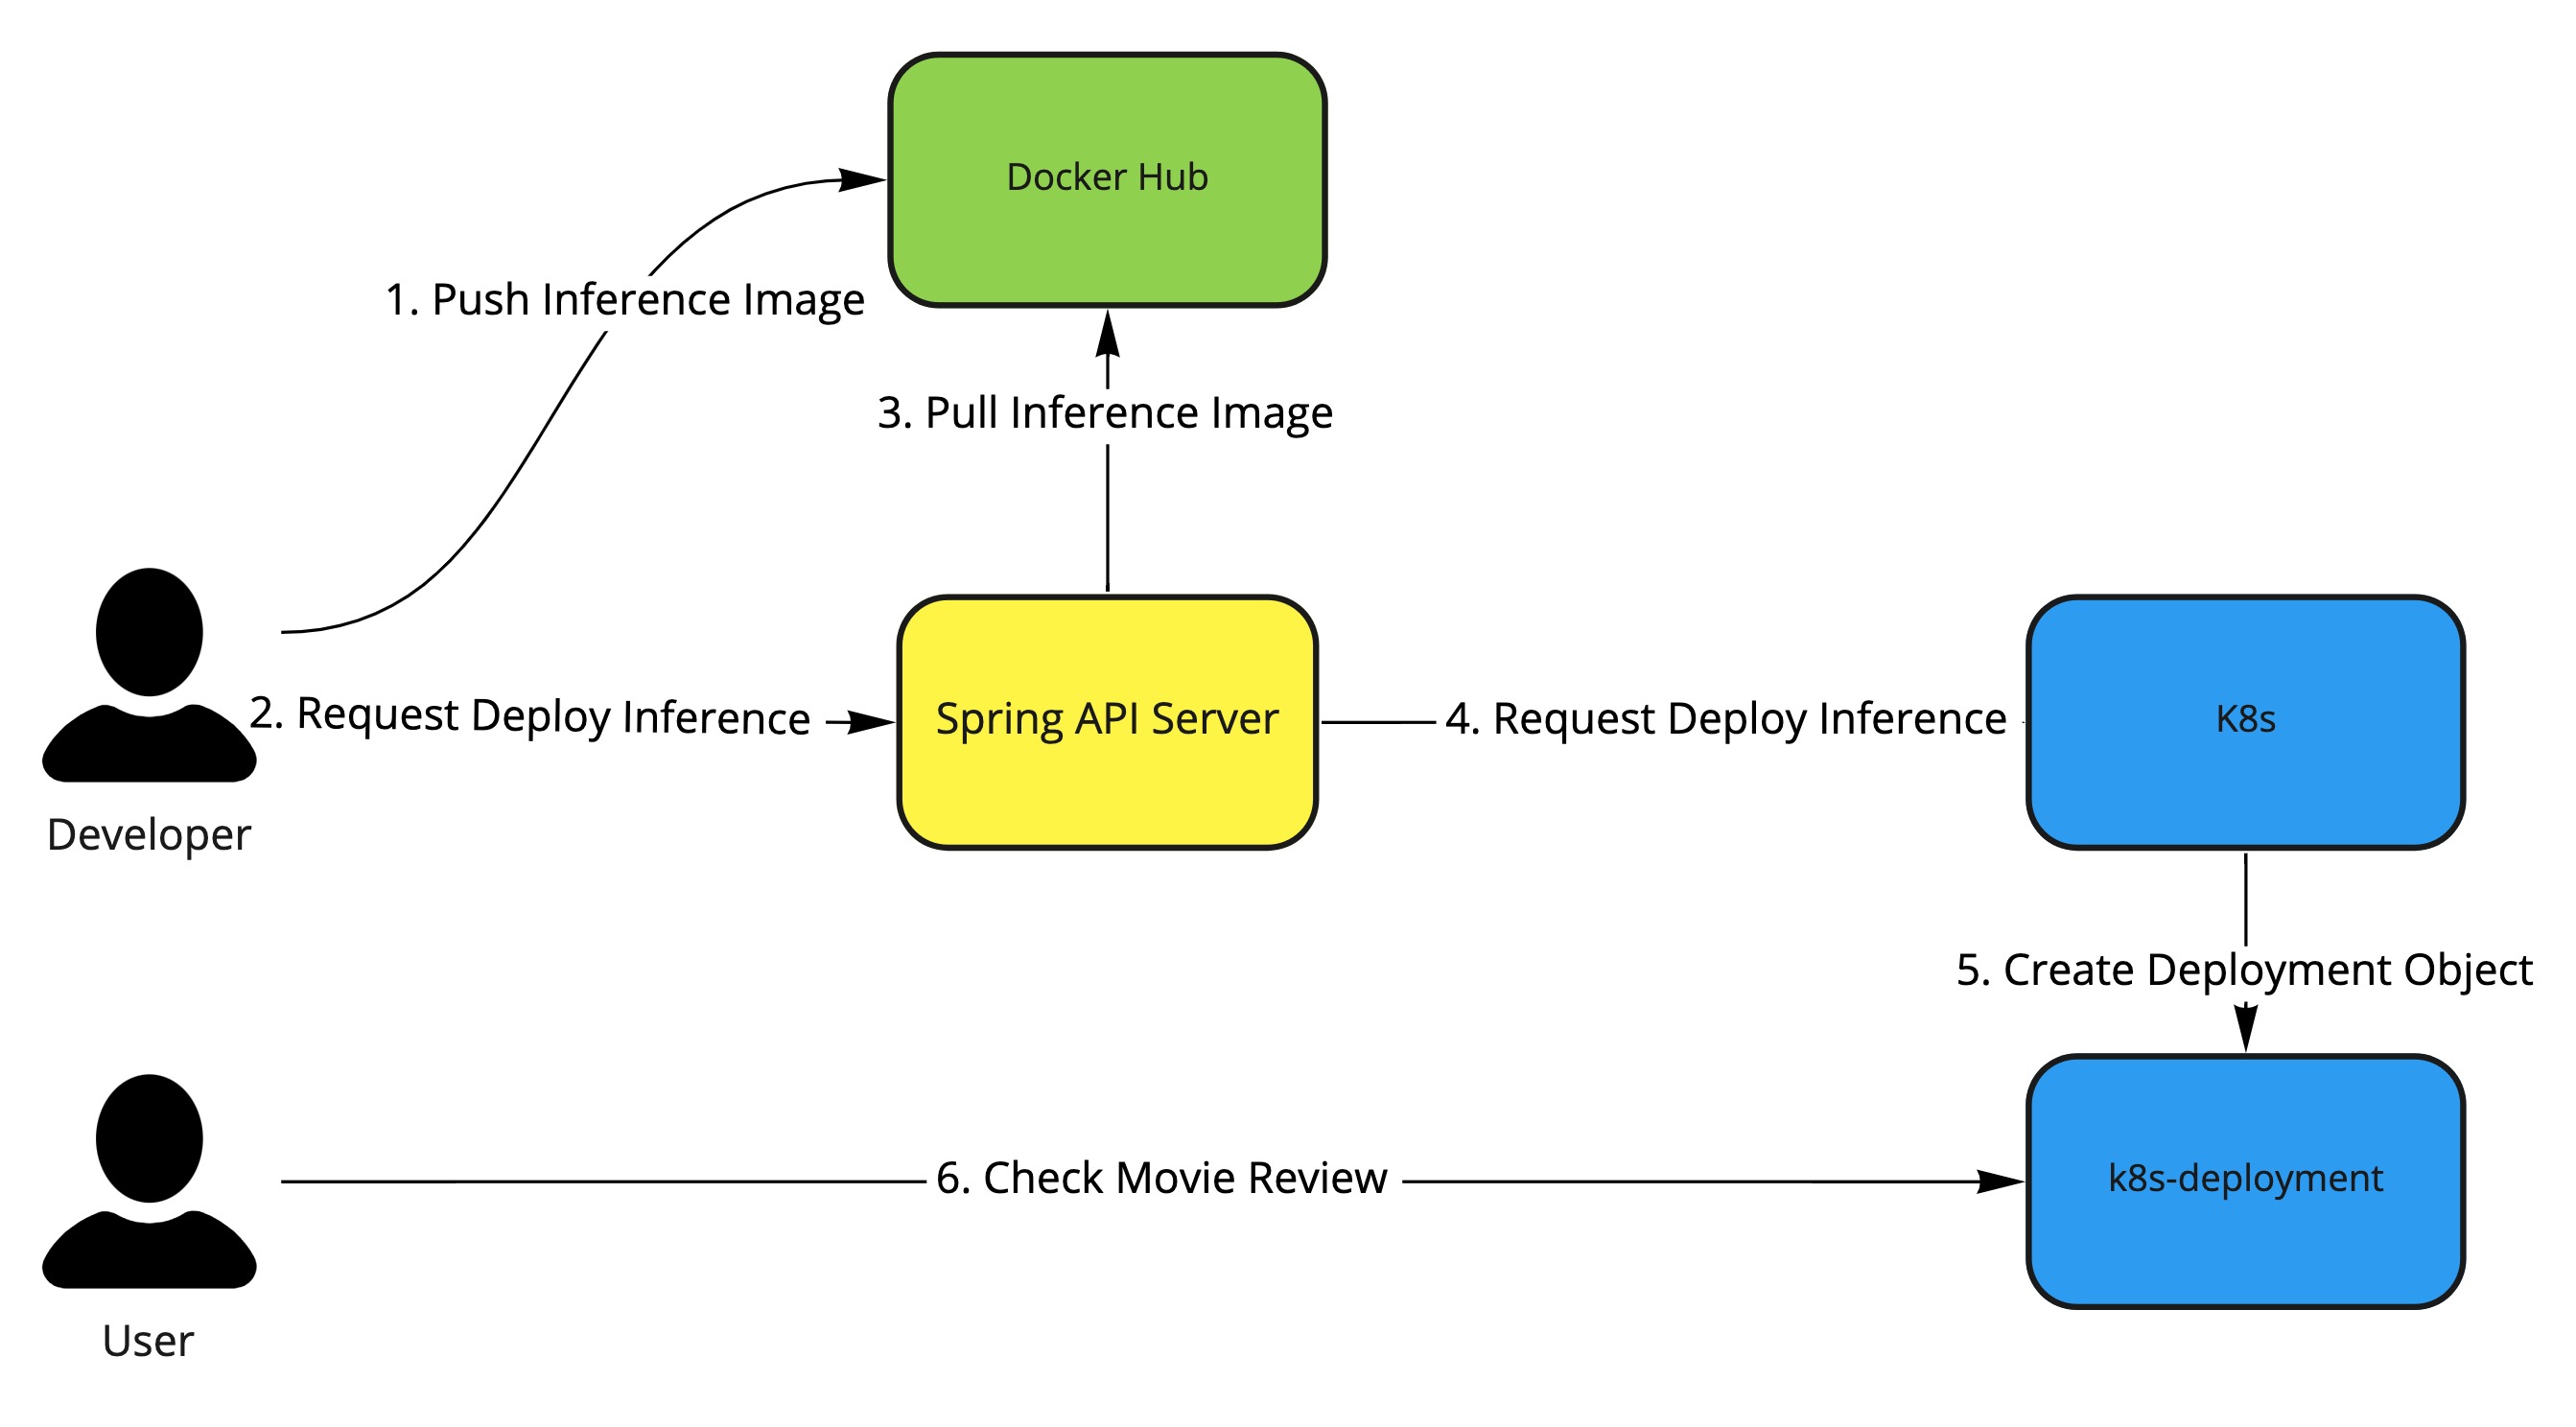 Docker Hub
1. Push Inference Image
3. Pull Inference Image
2. Request Deploy Inference
Spring API Server
4. Request Deploy Inference
K8s
Developer
5. Create Deployment Object
6. Check Movie Review
k8s-deployment
User